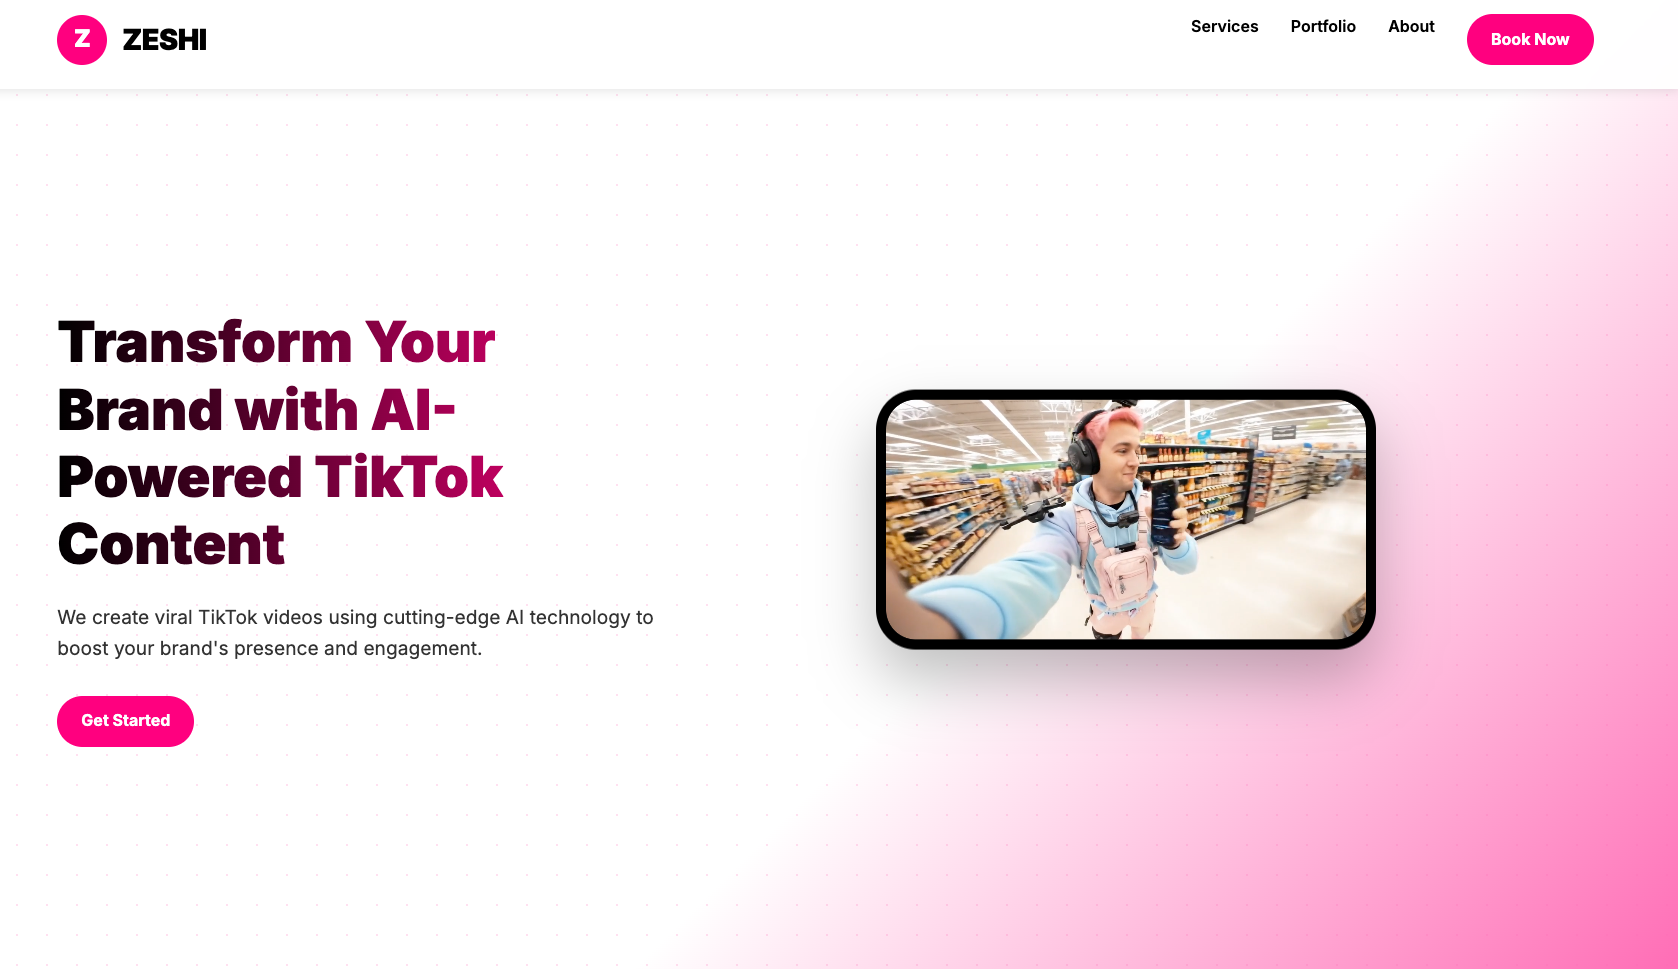 Z ZESHI
Services Portfolio About Book Now
Transform Your
Brand with AI-
Powered TikTok
Content
We create viral TikTok videos using cutting-edge AI technology to
boost your brand's presence and engagement.
Get Started